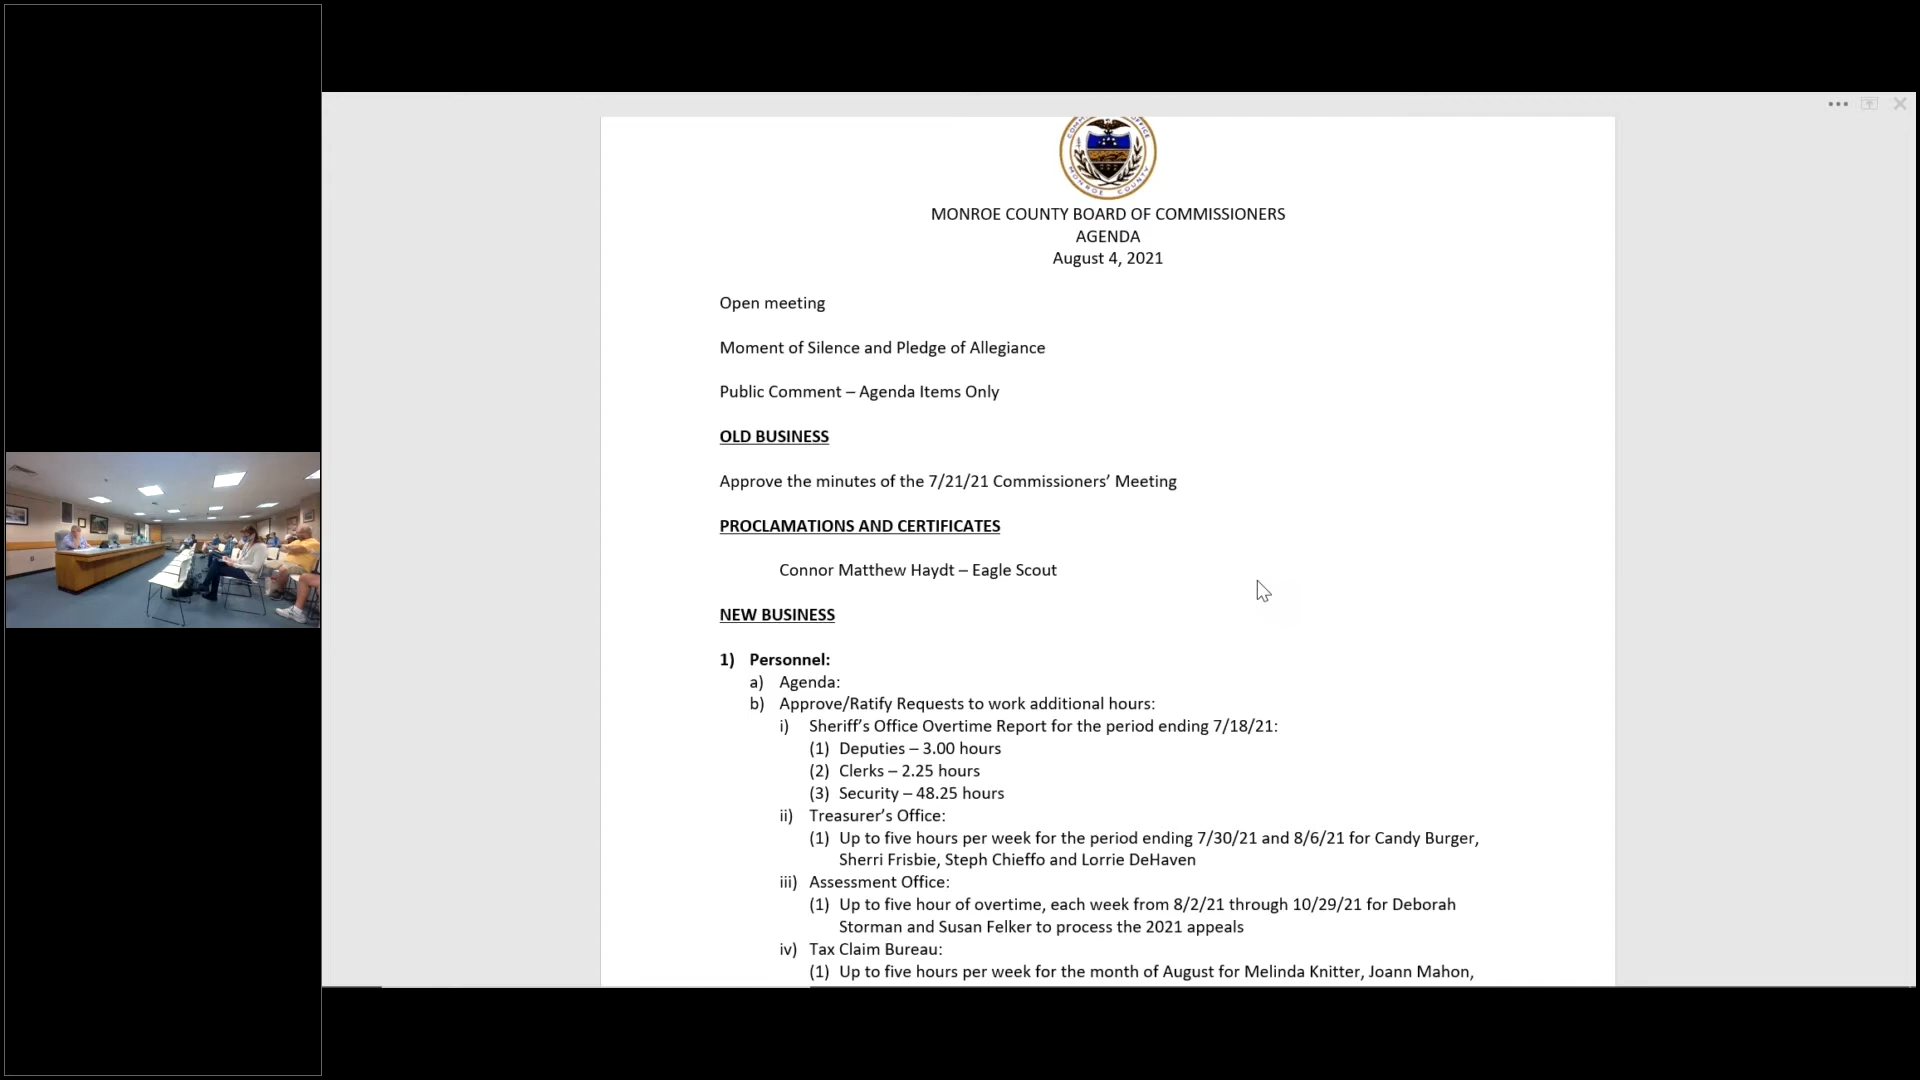 MONROE COUNTY
MONROE COUNTY BOARD OF COMMISSIONERS
AGENDA
August 4, 2021
Open meeting
Moment of Silence and Pledge of Allegiance
Public Comment – Agenda Items Only
OLD BUSINESS
Approve the minutes of the 7/21/21 Commissioners’ Meeting
PROCLAMATIONS AND CERTIFICATES
Connor Matthew Haydt – Eagle Scout
NEW BUSINESS
1) Personnel:
a) Agenda:
b) Approve/Ratify Requests to work additional hours:
i) Sheriff’s Office Overtime Report for the period ending 7/18/21:
(1) Deputies – 3.00 hours
(2) Clerks – 2.25 hours
(3) Security – 48.25 hours
ii) Treasurer’s Office:
(1) Up to five hours per week for the period ending 7/30/21 and 8/6/21 for Candy Burger,
Sherri Frisbie, Steph Chieffo and Lorrie DeHaven
iii) Assessment Office:
(1) Up to five hour of overtime, each week from 8/2/21 through 10/29/21 for Deborah
Storman and Susan Felker to process the 2021 appeals
iv) Tax Claim Bureau:
(1) Up to five hours per week for the month of August for Melinda Knitter, Joann Mahon,